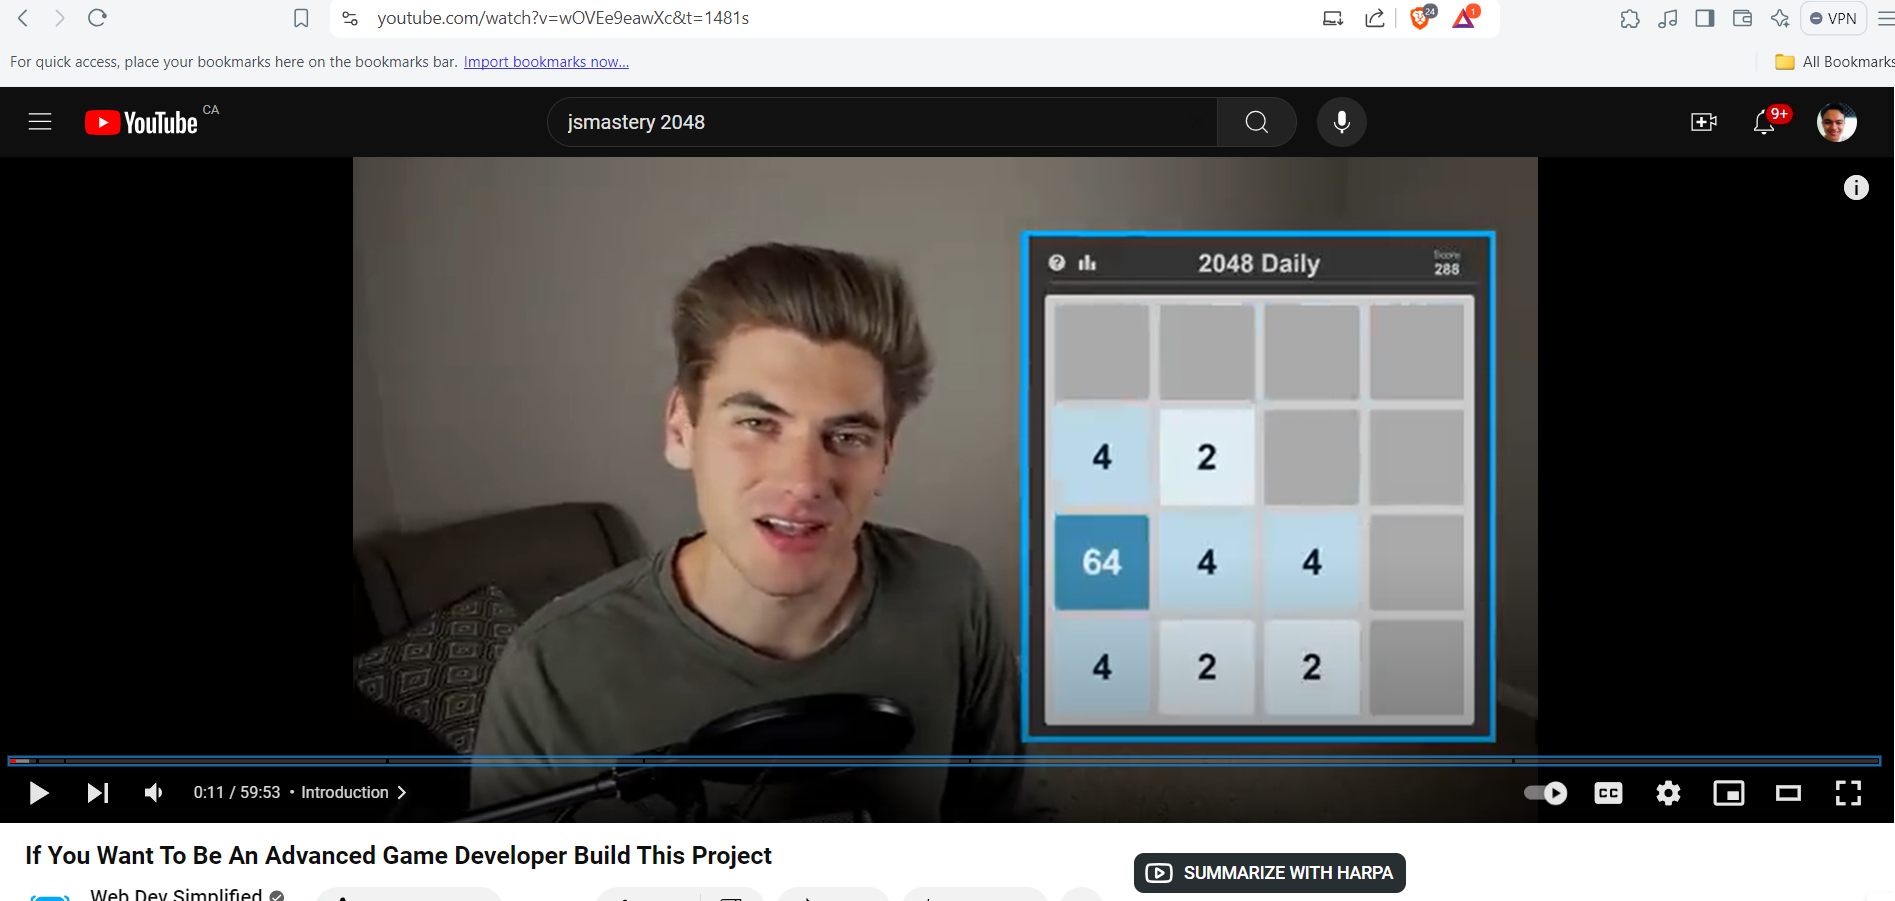 youtube.com/watch?v=wOVEe9eawXc&t=1481s
24
1
VPN
For quick access, place your bookmarks here on the bookmarks bar. Import bookmarks now...
All Bookmarks
YouTube CA
jsmastery 2048
9+
2048 Daily
Score
288
4 2
64 4 4
4 2 2
0:11 / 59:53 • Introduction
CC
If You Want To Be An Advanced Game Developer Build This Project
SUMMARIZE WITH HARPA
Web Dev Simplified